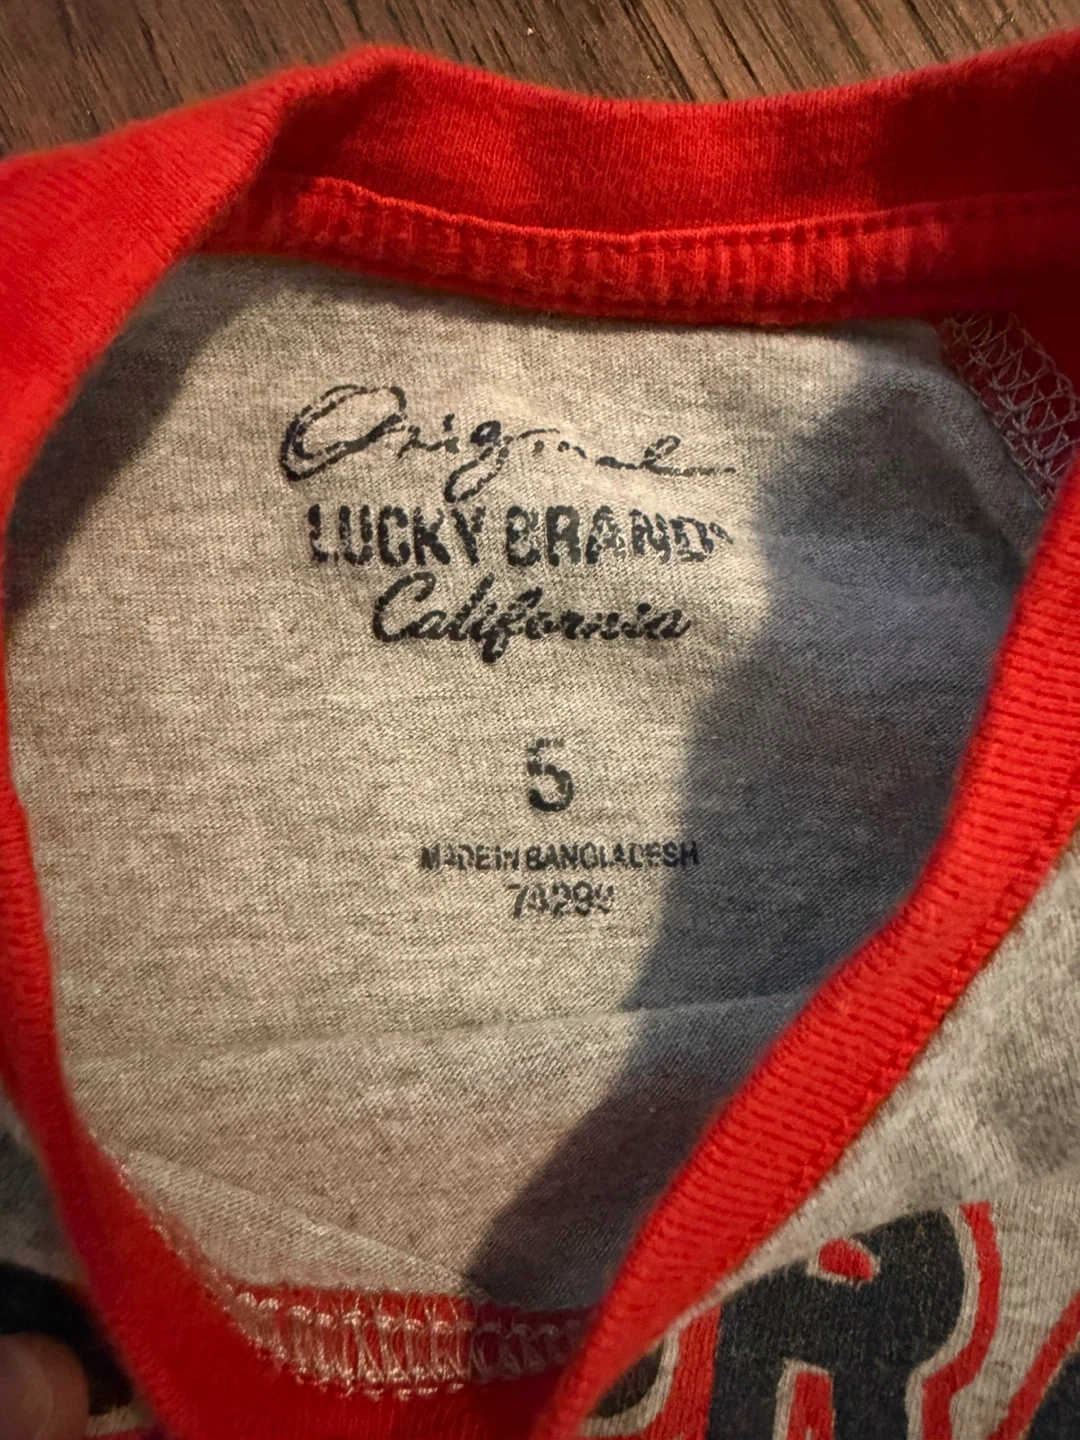 Original
LUCKY BRAND
California
5
MADE IN BANGLADESH